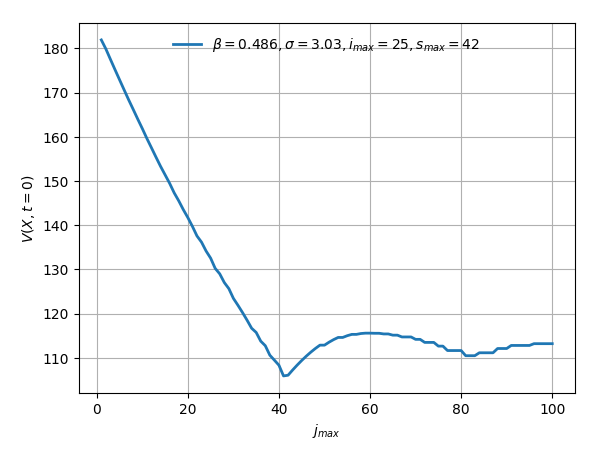 β = 0.486, σ = 3.03, i_max = 25, s_max = 42
180
170
160
150
140
130
120
110
V(X, t = 0)
0 20 40 60 80 100
j_max